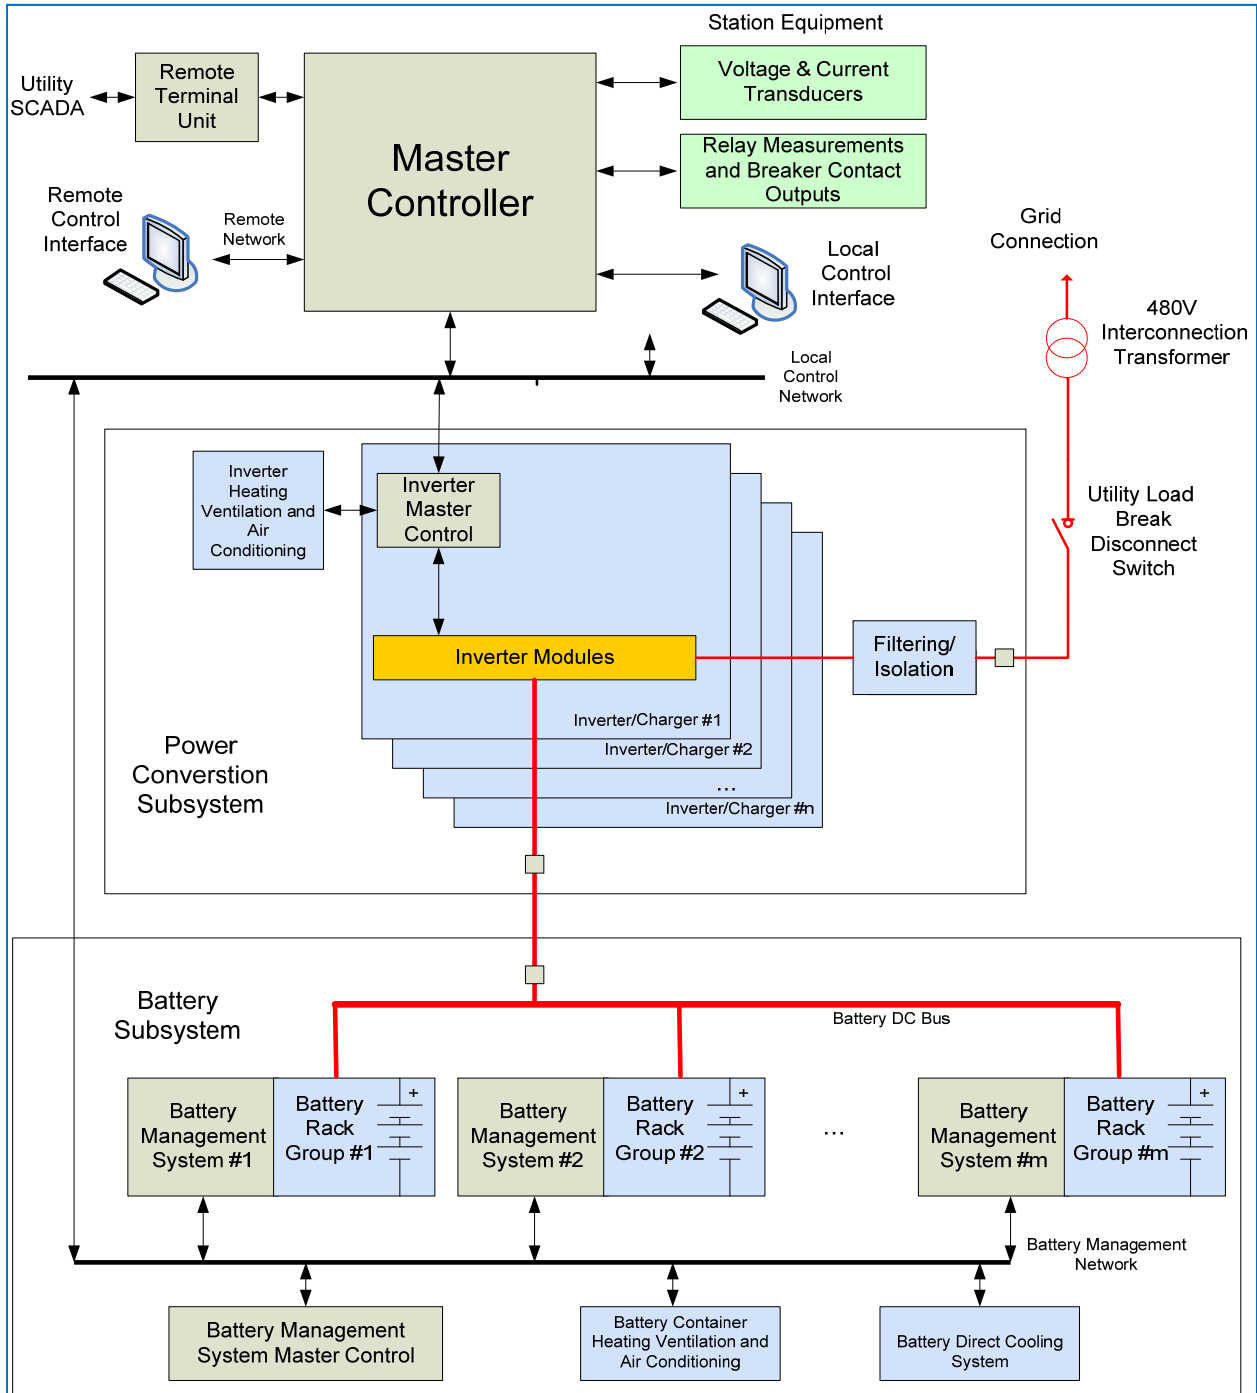 Station Equipment
Utility
SCADA
Remote
Terminal
Unit
Master
Controller
Voltage & Current
Transducers
Relay Measurements
and Breaker Contact
Outputs
Remote
Control
Interface
Remote
Network
Local
Control
Interface
Grid
Connection
480V
Interconnection
Transformer
Local
Control
Network
Inverter
Heating
Ventilation and
Air
Conditioning
Inverter
Master
Control
Utility Load
Break
Disconnect
Switch
Inverter Modules
Filtering/
Isolation
Inverter/Charger #1
Inverter/Charger #2
...
Inverter/Charger #n
Power
Converstion
Subsystem
Battery
Subsystem
Battery DC Bus
Battery
Management
System #1
Battery
Rack
Group #1
+
Battery
Management
System #2
Battery
Rack
Group #2
+
...
Battery
Management
System #m
Battery
Rack
Group #m
+
Battery Management
Network
Battery Management
System Master Control
Battery Container
Heating Ventilation and
Air Conditioning
Battery Direct Cooling
System